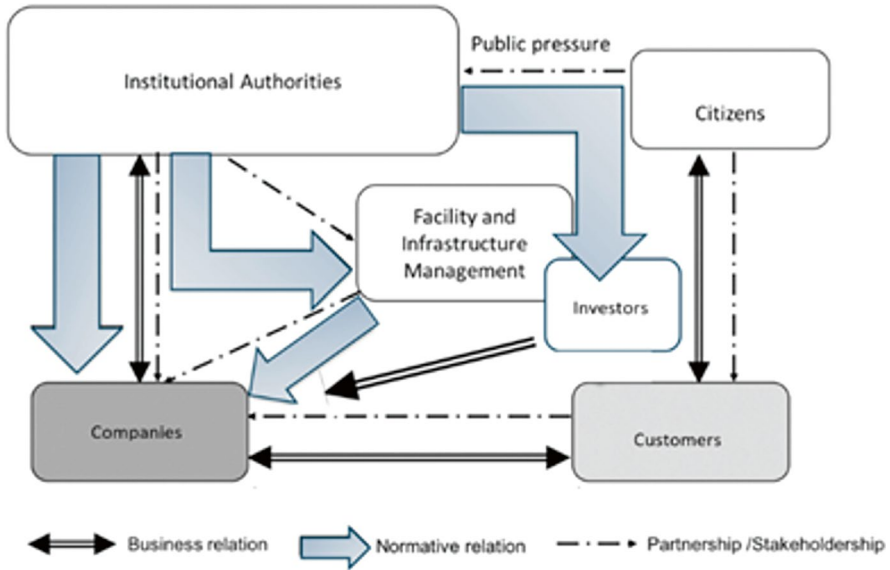 Public pressure
Institutional Authorities
Citizens
Facility and
Infrastructure
Management
Investors
Companies
Customers
Business relation
Normative relation
Partnership /Stakeholdership